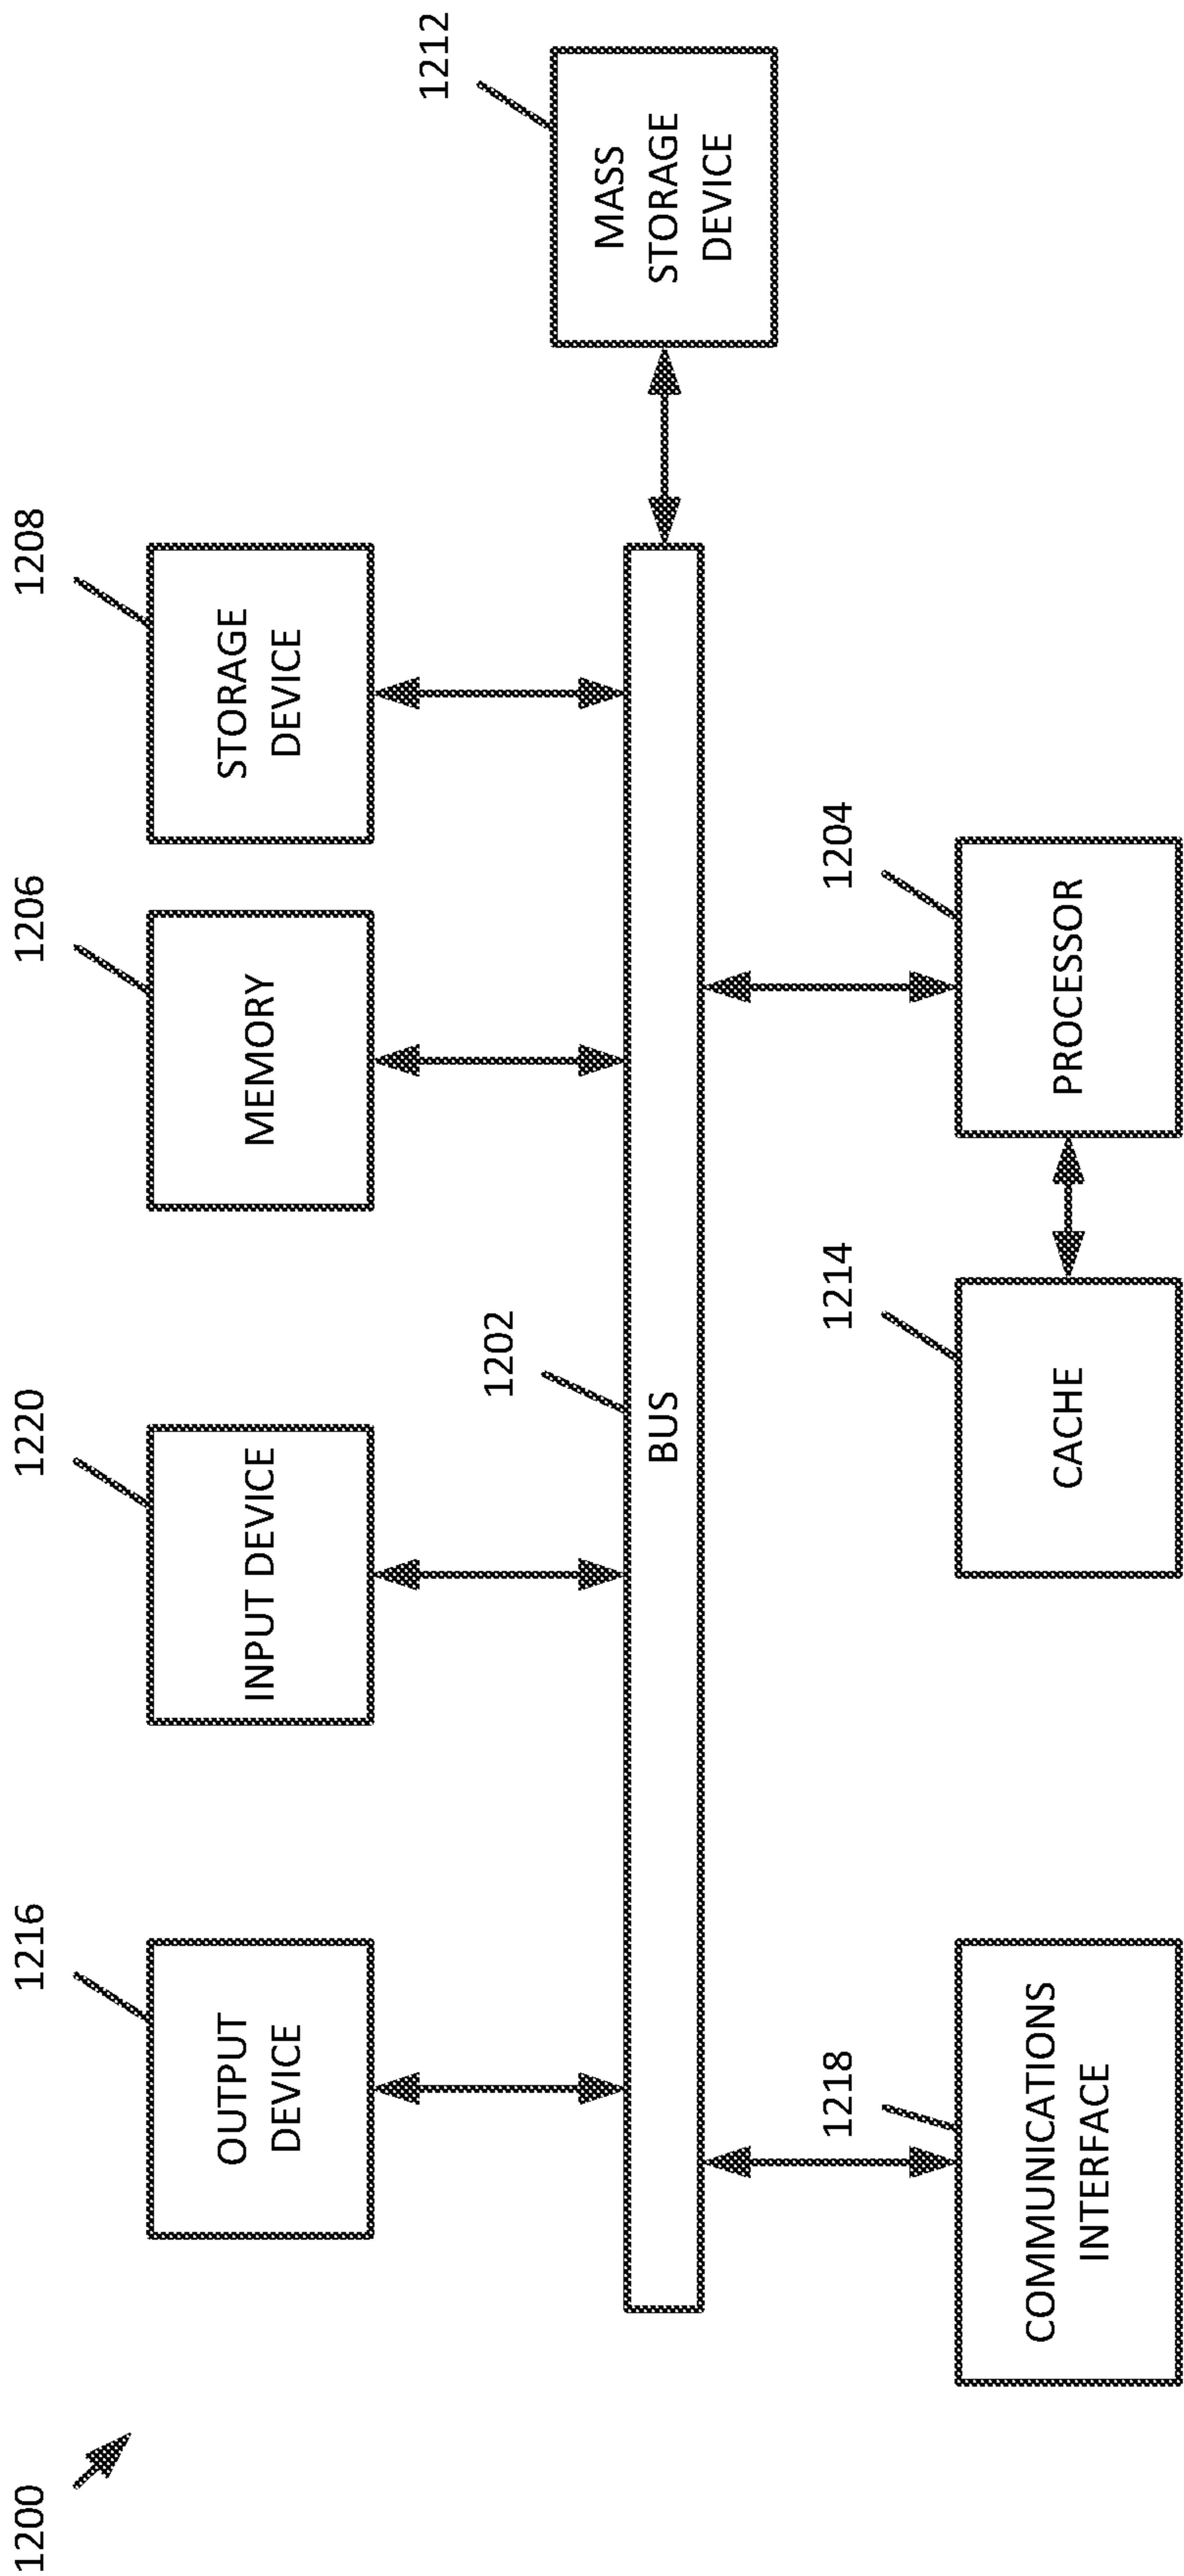 1200
1216
OUTPUT
DEVICE
1220
INPUT DEVICE
1206
MEMORY
1208
STORAGE
DEVICE
1212
MASS
STORAGE
DEVICE
1202
BUS
1218
COMMUNICATIONS
INTERFACE
1214
CACHE
1204
PROCESSOR